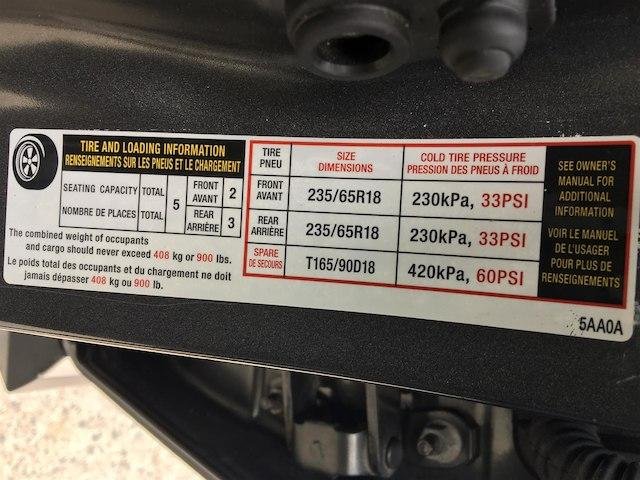 TIRE AND LOADING INFORMATION
RENSEIGNEMENTS SUR LES PNEUS ET LE CHARGEMENT
SEATING CAPACITY TOTAL 5 FRONT AVANT 2
NOMBRE DE PLACES TOTAL REAR ARRIÈRE 3
The combined weight of occupants
and cargo should never exceed 408 kg or 900 lbs.
Le poids total des occupants et du chargement ne doit
jamais dépasser 408 kg ou 900 lb.
TIRE PNEU
SIZE
DIMENSIONS
COLD TIRE PRESSURE
PRESSION DES PNEUS À FROID
FRONT AVANT 235/65R18 230kPa, 33PSI
REAR ARRIÈRE 235/65R18 230kPa, 33PSI
SPARE DE SECOURS T165/90D18 420kPa, 60PSI
SEE OWNER'S
MANUAL FOR
ADDITIONAL
INFORMATION
VOIR LE MANUEL
DE L'USAGER
POUR PLUS DE
RENSEIGNEMENTS
5AA0A